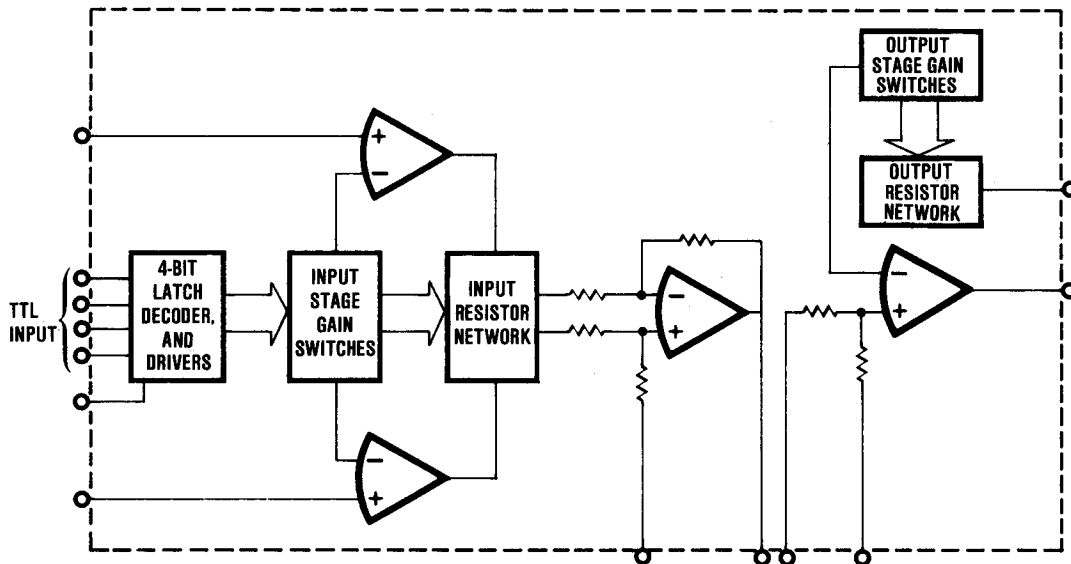 OUTPUT
STAGE GAIN
SWITCHES
OUTPUT
RESISTOR
NETWORK
+
−
TTL
INPUT
4-BIT
LATCH
DECODER,
AND
DRIVERS
INPUT
STAGE
GAIN
SWITCHES
INPUT
RESISTOR
NETWORK
−
+
−
+
−
+